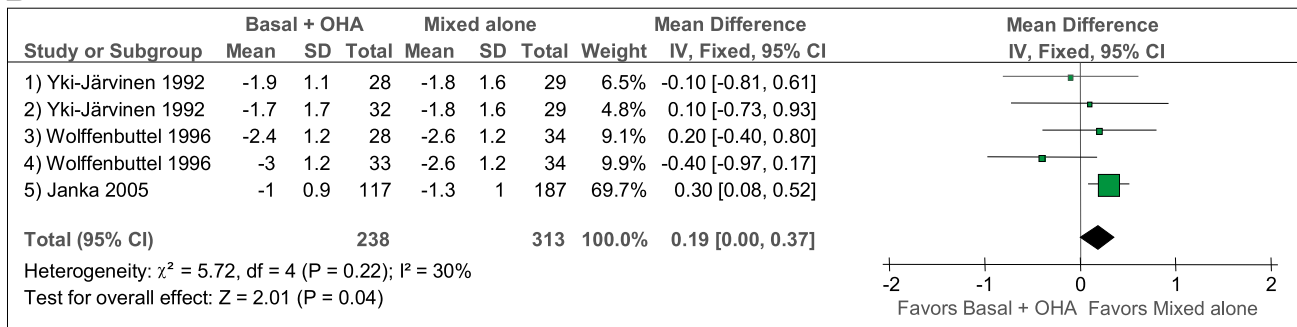 Basal + OHA Mixed alone Mean Difference Mean Difference
Study or Subgroup Mean SD Total Mean SD Total Weight IV, Fixed, 95% CI IV, Fixed, 95% CI
1) Yki-Järvinen 1992 -1.9 1.1 28 -1.8 1.6 29 6.5% -0.10 [-0.81, 0.61]
2) Yki-Järvinen 1992 -1.7 1.7 32 -1.8 1.6 29 4.8% 0.10 [-0.73, 0.93]
3) Wolffenbuttel 1996 -2.4 1.2 28 -2.6 1.2 34 9.1% 0.20 [-0.40, 0.80]
4) Wolffenbuttel 1996 -3 1.2 33 -2.6 1.2 34 9.9% -0.40 [-0.97, 0.17]
5) Janka 2005 -1 0.9 117 -1.3 1 187 69.7% 0.30 [0.08, 0.52]
Total (95% CI) 238 313 100.0% 0.19 [0.00, 0.37]
Heterogeneity: χ² = 5.72, df = 4 (P = 0.22); I² = 30%
Test for overall effect: Z = 2.01 (P = 0.04)
-2 -1 0 1 2
Favors Basal + OHA Favors Mixed alone